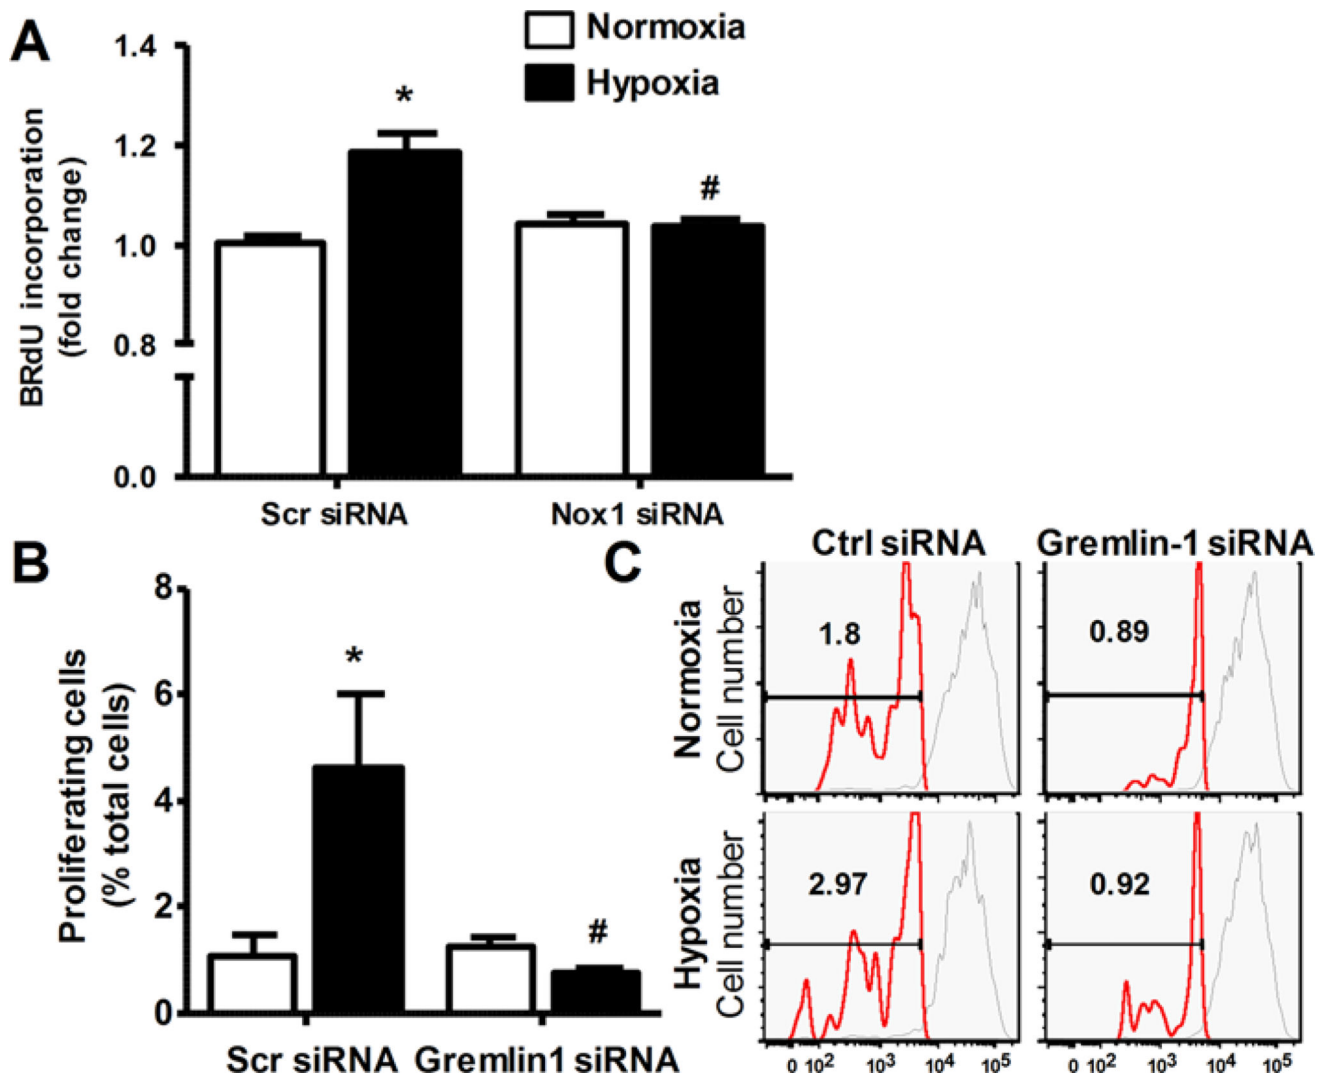 A
Normoxia
Hypoxia
BRdU incorporation
(fold change)
1.4
1.2
1.0
0.8
0.0
*
#
Scr siRNA
Nox1 siRNA
B
Proliferating cells
(% total cells)
8
6
4
2
0
*
#
Scr siRNA
Gremlin1 siRNA
C
Ctrl siRNA
Gremlin-1 siRNA
Normoxia
Cell number
1.8
0.89
Hypoxia
Cell number
2.97
0.92
0 10² 10³ 10⁴ 10⁵
0 10² 10³ 10⁴ 10⁵